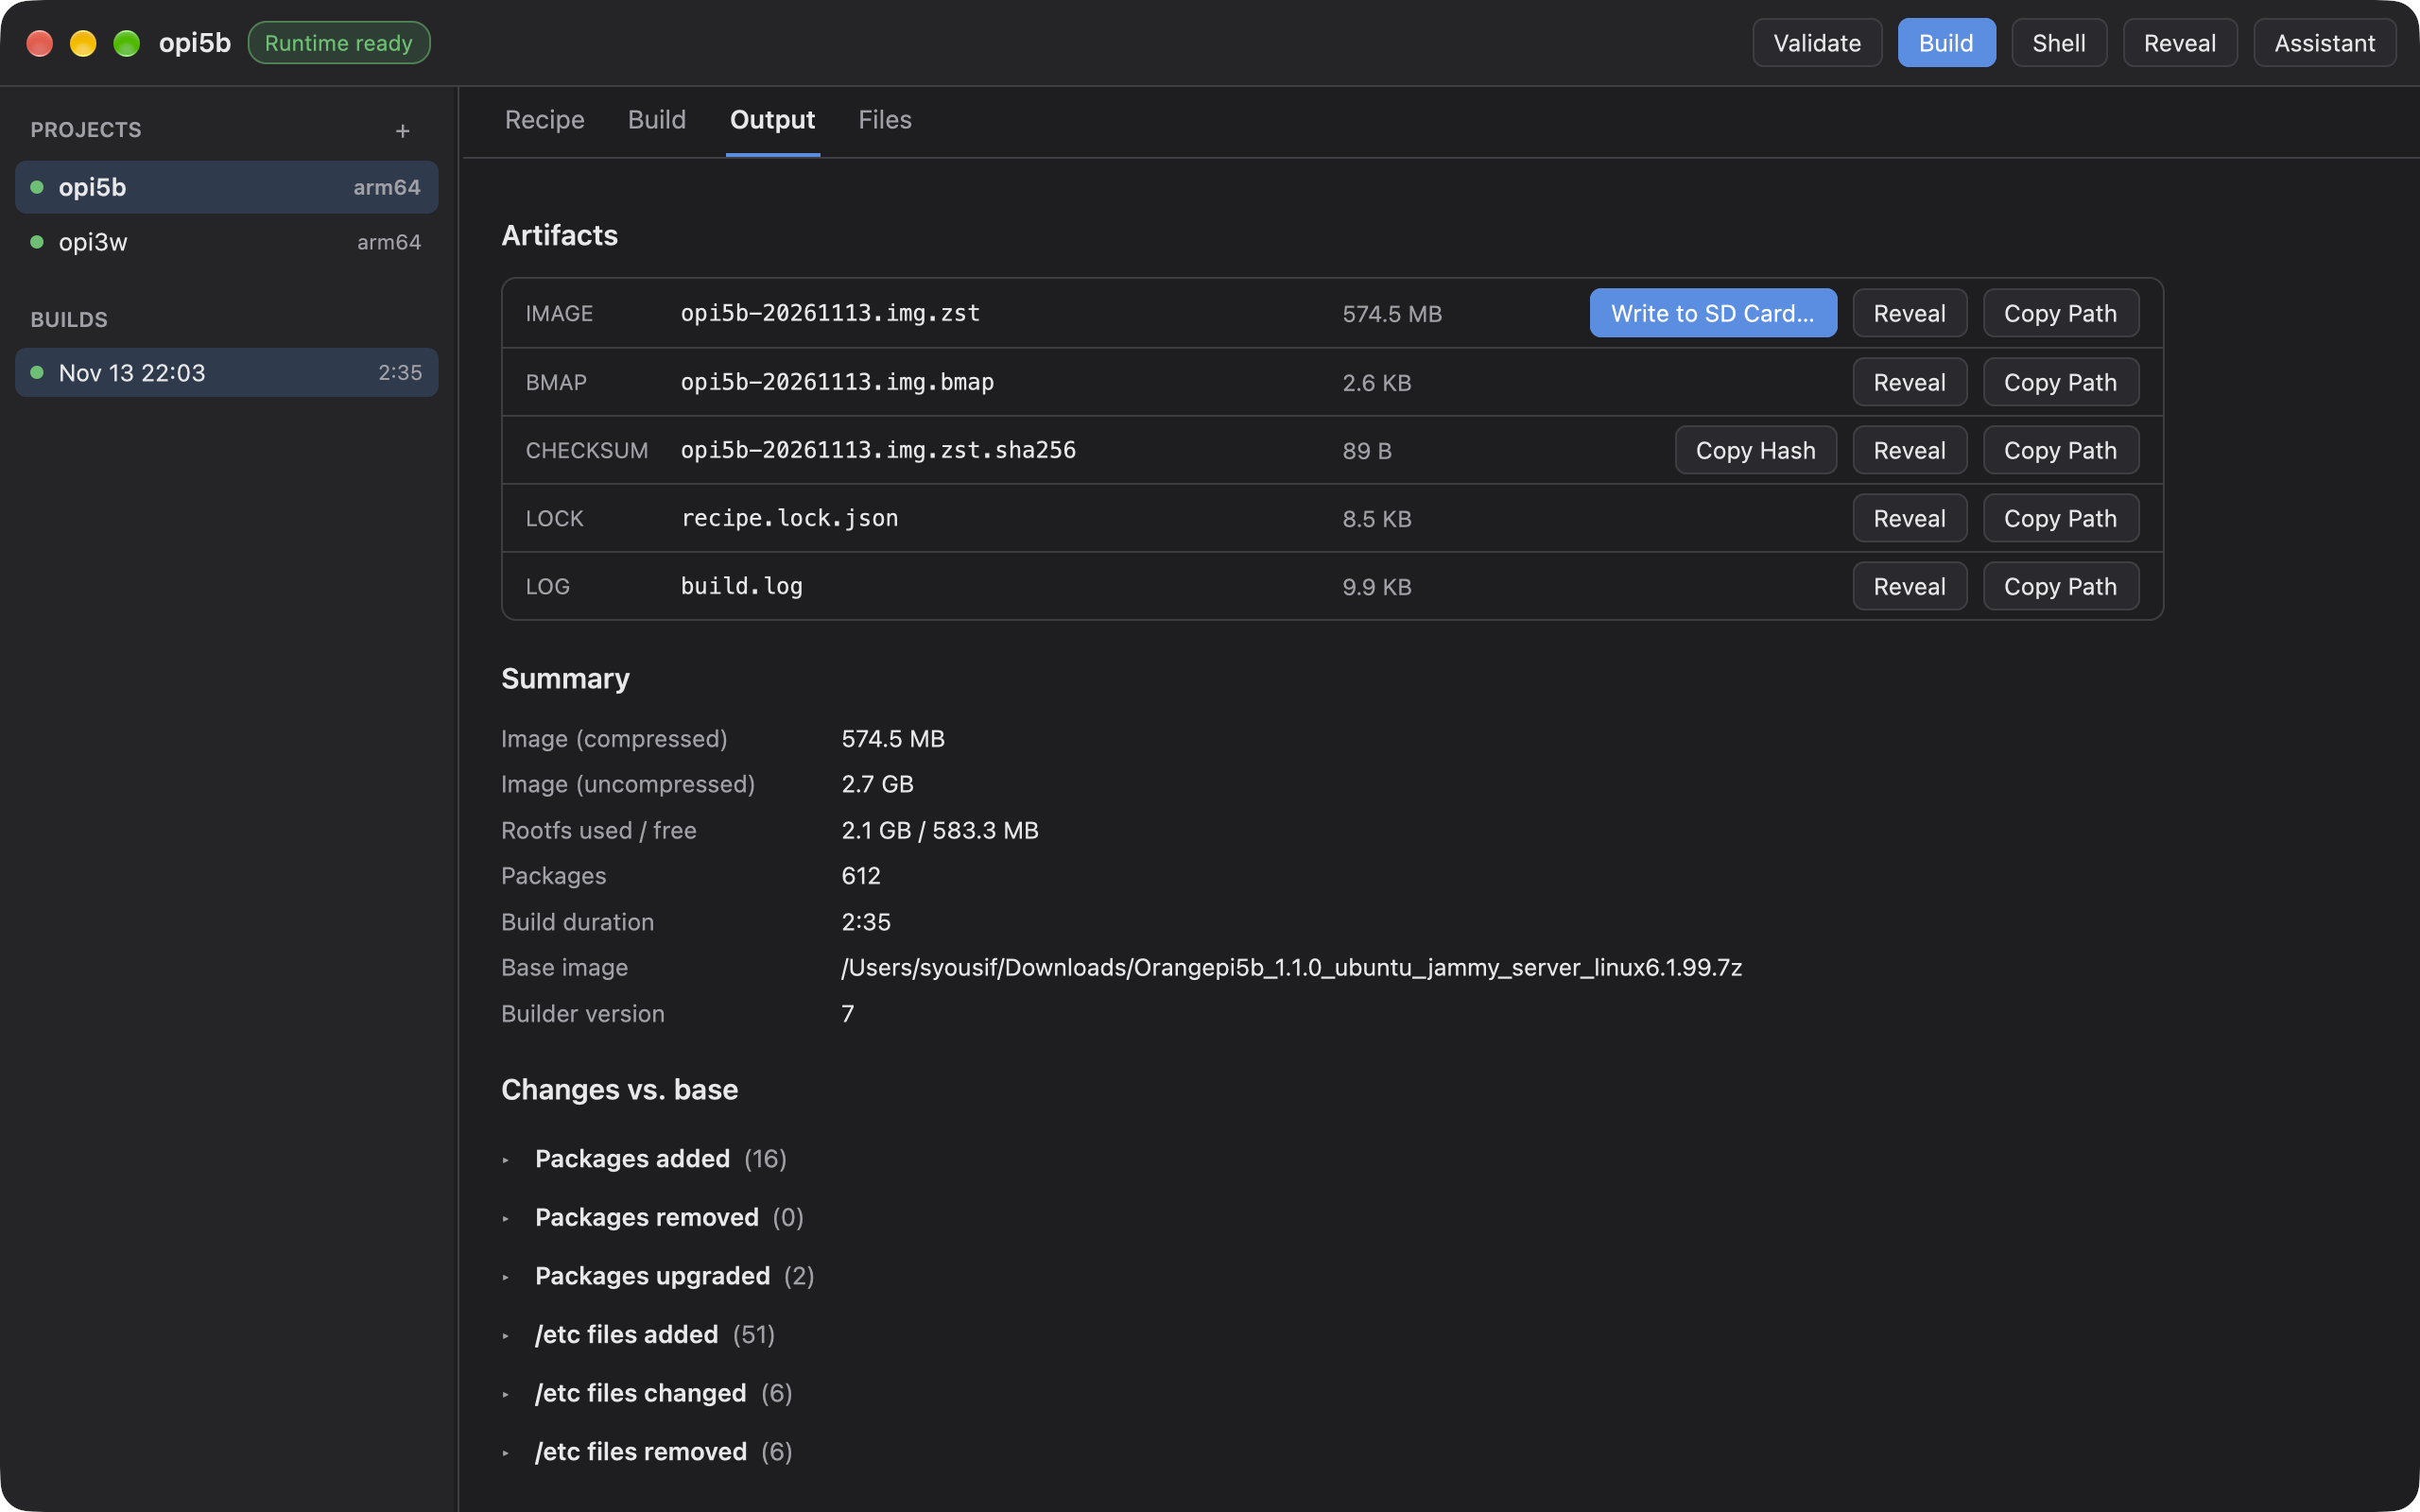 opi5b Runtime ready Validate Build Shell Reveal Assistant
PROJECTS +
opi5b arm64
opi3w arm64
BUILDS
Nov 13 22:03 2:35
Recipe Build Output Files
Artifacts
IMAGE opi5b-20261113.img.zst 574.5 MB Write to SD Card... Reveal Copy Path
BMAP opi5b-20261113.img.bmap 2.6 KB Reveal Copy Path
CHECKSUM opi5b-20261113.img.zst.sha256 89 B Copy Hash Reveal Copy Path
LOCK recipe.lock.json 8.5 KB Reveal Copy Path
LOG build.log 9.9 KB Reveal Copy Path
Summary
Image (compressed) 574.5 MB
Image (uncompressed) 2.7 GB
Rootfs used / free 2.1 GB / 583.3 MB
Packages 612
Build duration 2:35
Base image /Users/syousif/Downloads/Orangepi5b_1.1.0_ubuntu_jammy_server_linux6.1.99.7z
Builder version 7
Changes vs. base
Packages added (16)
Packages removed (0)
Packages upgraded (2)
/etc files added (51)
/etc files changed (6)
/etc files removed (6)